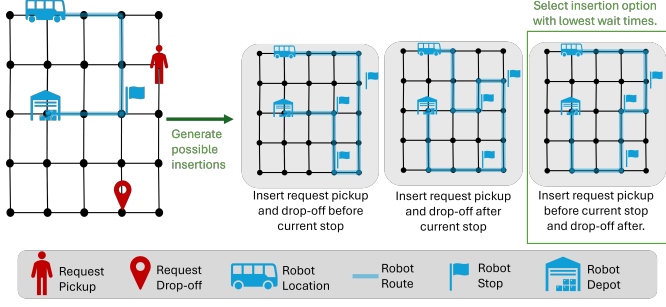 Select insertion option
with lowest wait times.
Generate
possible
insertions
Insert request pickup
and drop-off before
current stop
Insert request pickup
and drop-off after
current stop
Insert request pickup
before current stop
and drop-off after.
Request
Pickup
Request
Drop-off
Robot
Location
Robot
Route
Robot
Stop
Robot
Depot